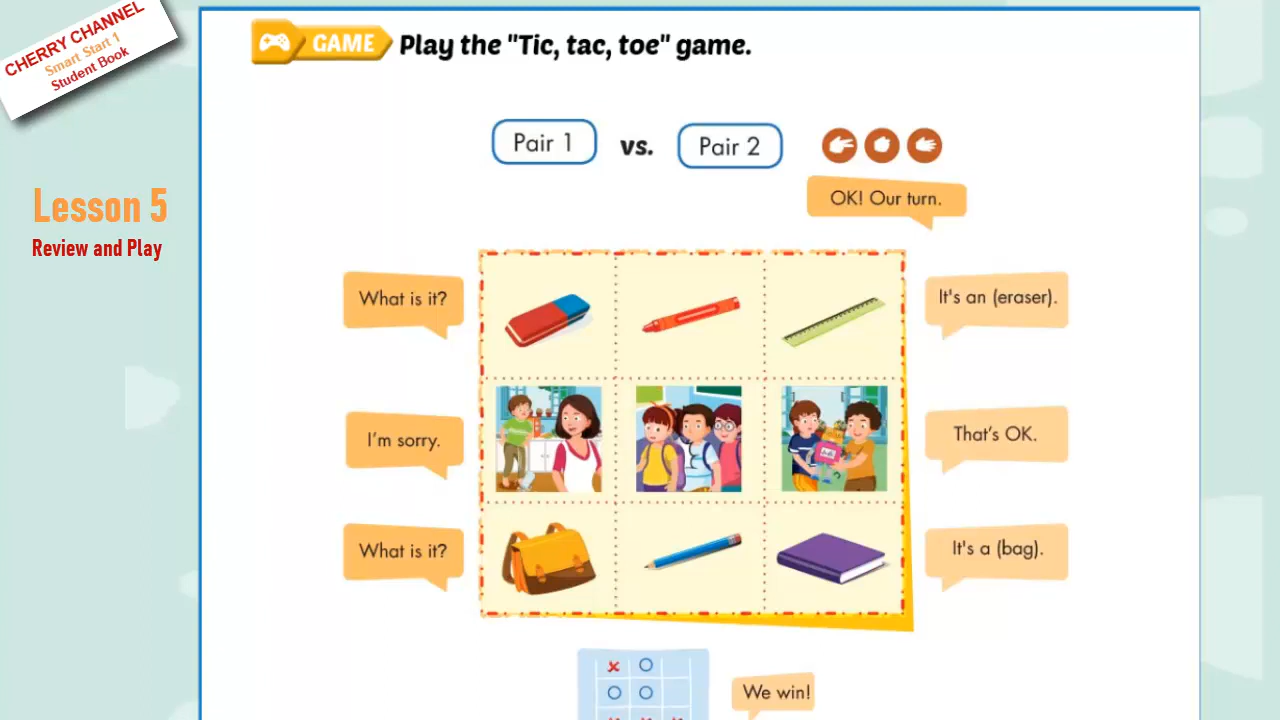 CHERRY CHANNEL
Smart Start 1
Student Book
GAME Play the "Tic, tac, toe" game.
Pair 1 vs. Pair 2
OK! Our turn.
Lesson 5
Review and Play
What is it?
It's an (eraser).
I'm sorry.
That's OK.
What is it?
It's a (bag).
We win!